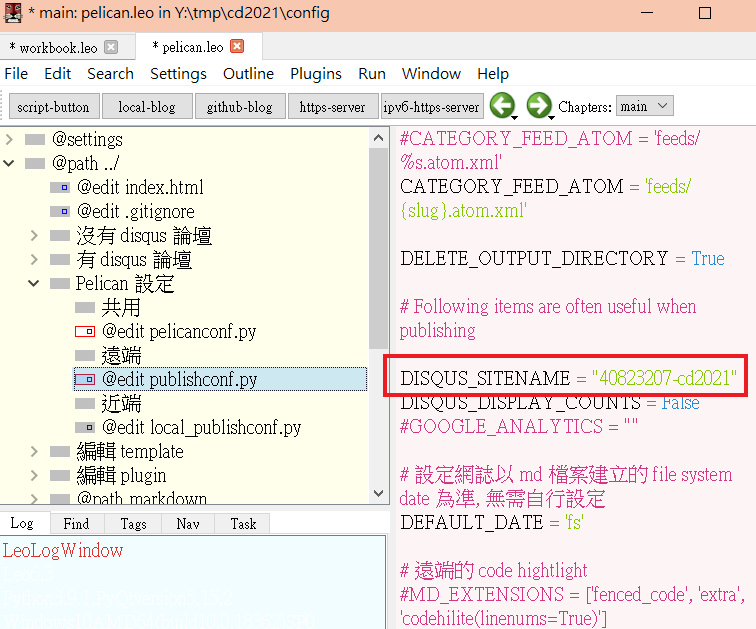 * main: pelican.leo in Y:\tmp\cd2021\config
* workbook.leo
* pelican.leo
File Edit Search Settings Outline Plugins Run Window Help
script-button local-blog github-blog https-server ipv6-https-server Chapters: main
@settings
@path ../
@edit index.html
@edit .gitignore
沒有 disqus 論壇
有 disqus 論壇
Pelican 設定
共用
@edit pelicanconf.py
遠端
@edit publishconf.py
近端
@edit local_publishconf.py
編輯 template
編輯 plugin
@path markdown
Log Find Tags Nav Task
LeoLogWindow
#CATEGORY_FEED_ATOM = 'feeds/
%s.atom.xml'
CATEGORY_FEED_ATOM = 'feeds/
{slug}.atom.xml'
DELETE_OUTPUT_DIRECTORY = True
# Following items are often useful when
publishing
DISQUS_SITENAME = "40823207-cd2021"
DISQUS_DISPLAY_COUNTS = False
#GOOGLE_ANALYTICS = ""
# 設定網誌以 md 檔案建立的 file system
date 為準, 無需自行設定
DEFAULT_DATE = 'fs'
# 遠端的 code hightlight
#MD_EXTENSIONS = ['fenced_code', 'extra',
'codehilite(linenums=True)']